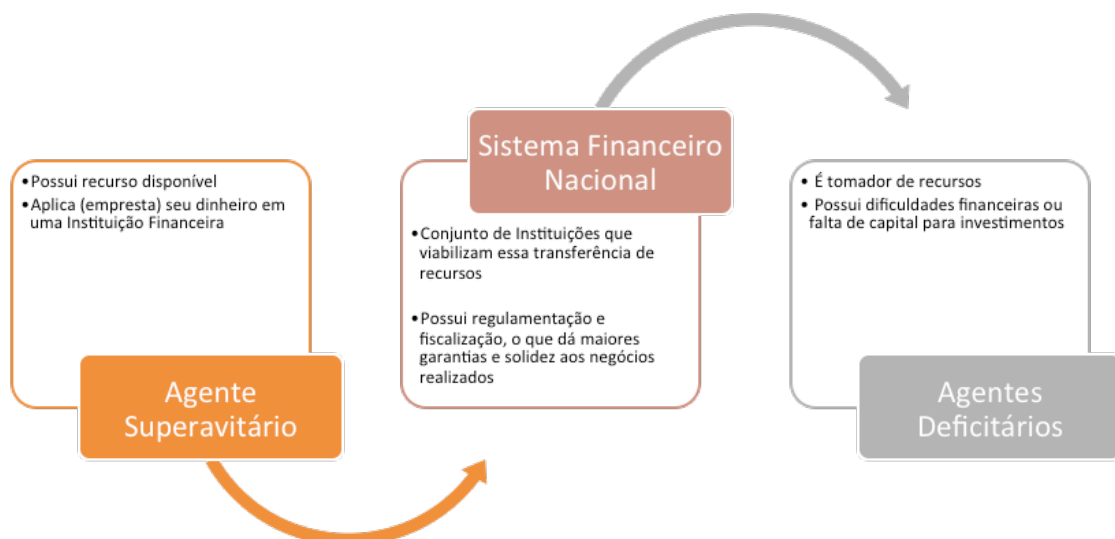 •Possui recurso disponível
•Aplica (empresta) seu dinheiro em
uma Instituição Financeira
Agente
Superavitário
Sistema Financeiro
Nacional
•Conjunto de Instituições que
viabilizam essa transferência de
recursos
•Possui regulamentação e
fiscalização, o que dá maiores
garantias e solidez aos negócios
realizados
• É tomador de recursos
• Possui dificuldades financeiras ou
falta de capital para investimentos
Agentes
Deficitários